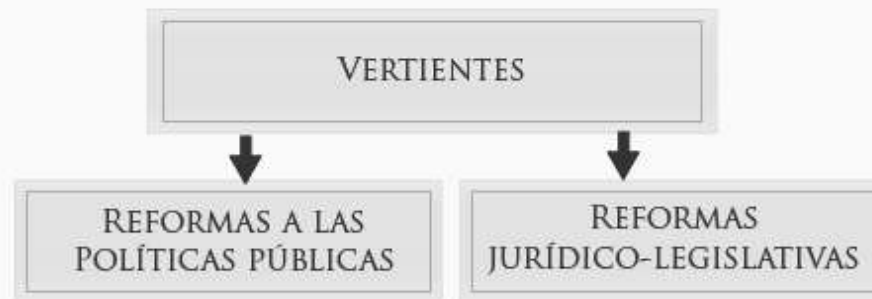 Vertientes
Reformas a las
Políticas públicas
Reformas
jurídico-legislativas